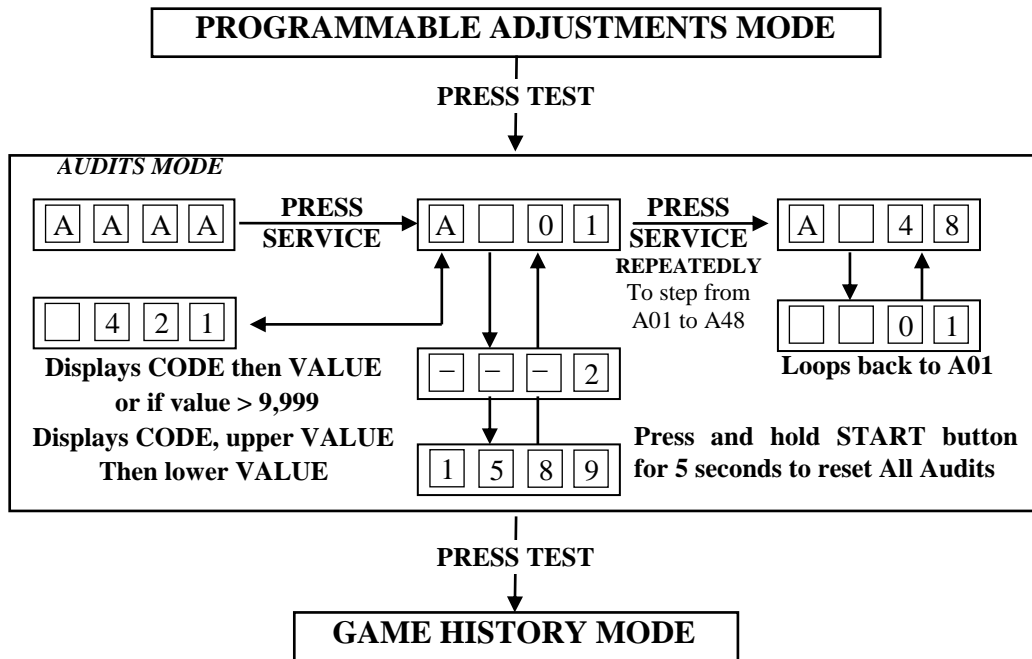 PROGRAMMABLE ADJUSTMENTS MODE
PRESS TEST
AUDITS MODE
A A A A
PRESS
SERVICE
A 0 1
PRESS
SERVICE
REPEATEDLY
To step from
A01 to A48
A 4 8
4 2 1
0 1
Displays CODE then VALUE
or if value > 9,999
Displays CODE, upper VALUE
Then lower VALUE
– – – 2
1 5 8 9
Loops back to A01
Press and hold START button
for 5 seconds to reset All Audits
PRESS TEST
GAME HISTORY MODE